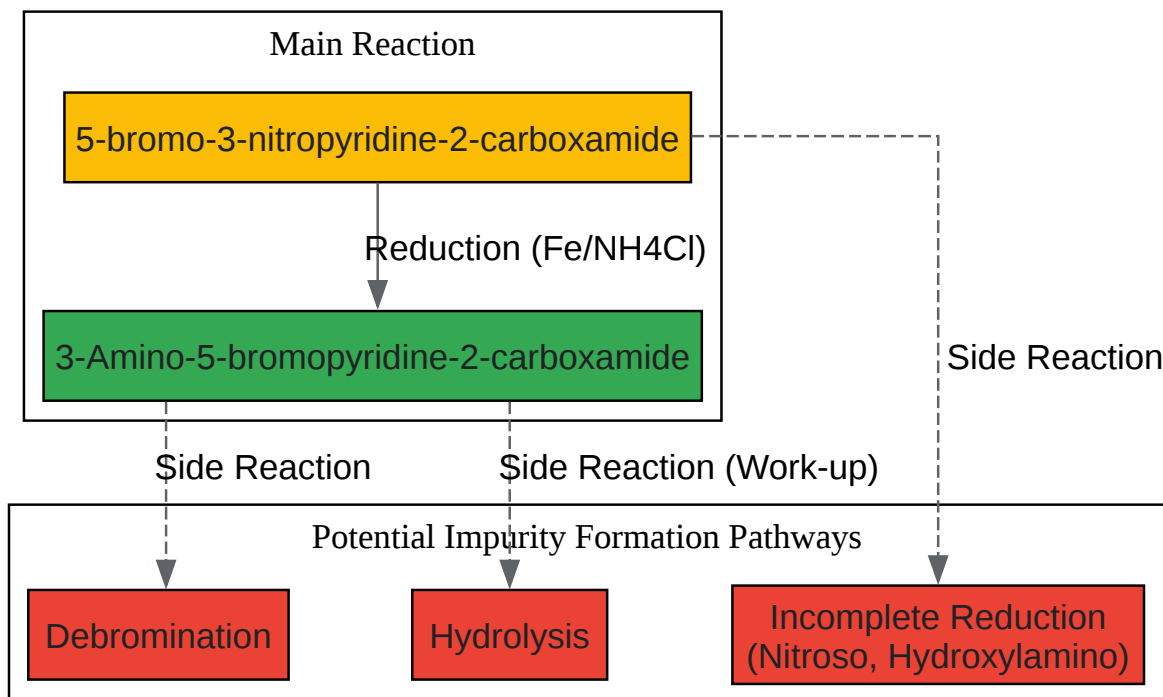 Main Reaction
5-bromo-3-nitropyridine-2-carboxamide
Reduction (Fe/NH4Cl)
3-Amino-5-bromopyridine-2-carboxamide
Side Reaction
Side Reaction
Side Reaction (Work-up)
Potential Impurity Formation Pathways
Debromination
Hydrolysis
Incomplete Reduction
(Nitroso, Hydroxylamino)